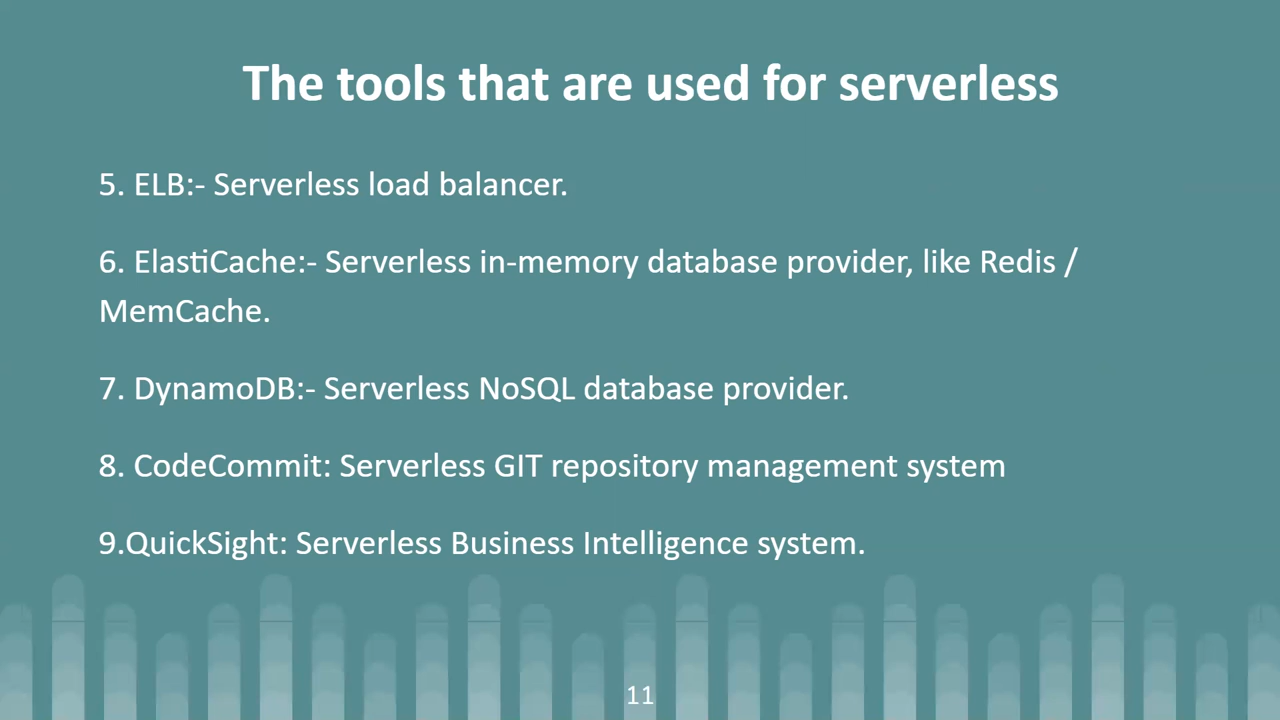 The tools that are used for serverless
5. ELB:- Serverless load balancer.
6. ElastiCache:- Serverless in-memory database provider, like Redis /
MemCache.
7. DynamoDB:- Serverless NoSQL database provider.
8. CodeCommit: Serverless GIT repository management system
9.QuickSight: Serverless Business Intelligence system.
11